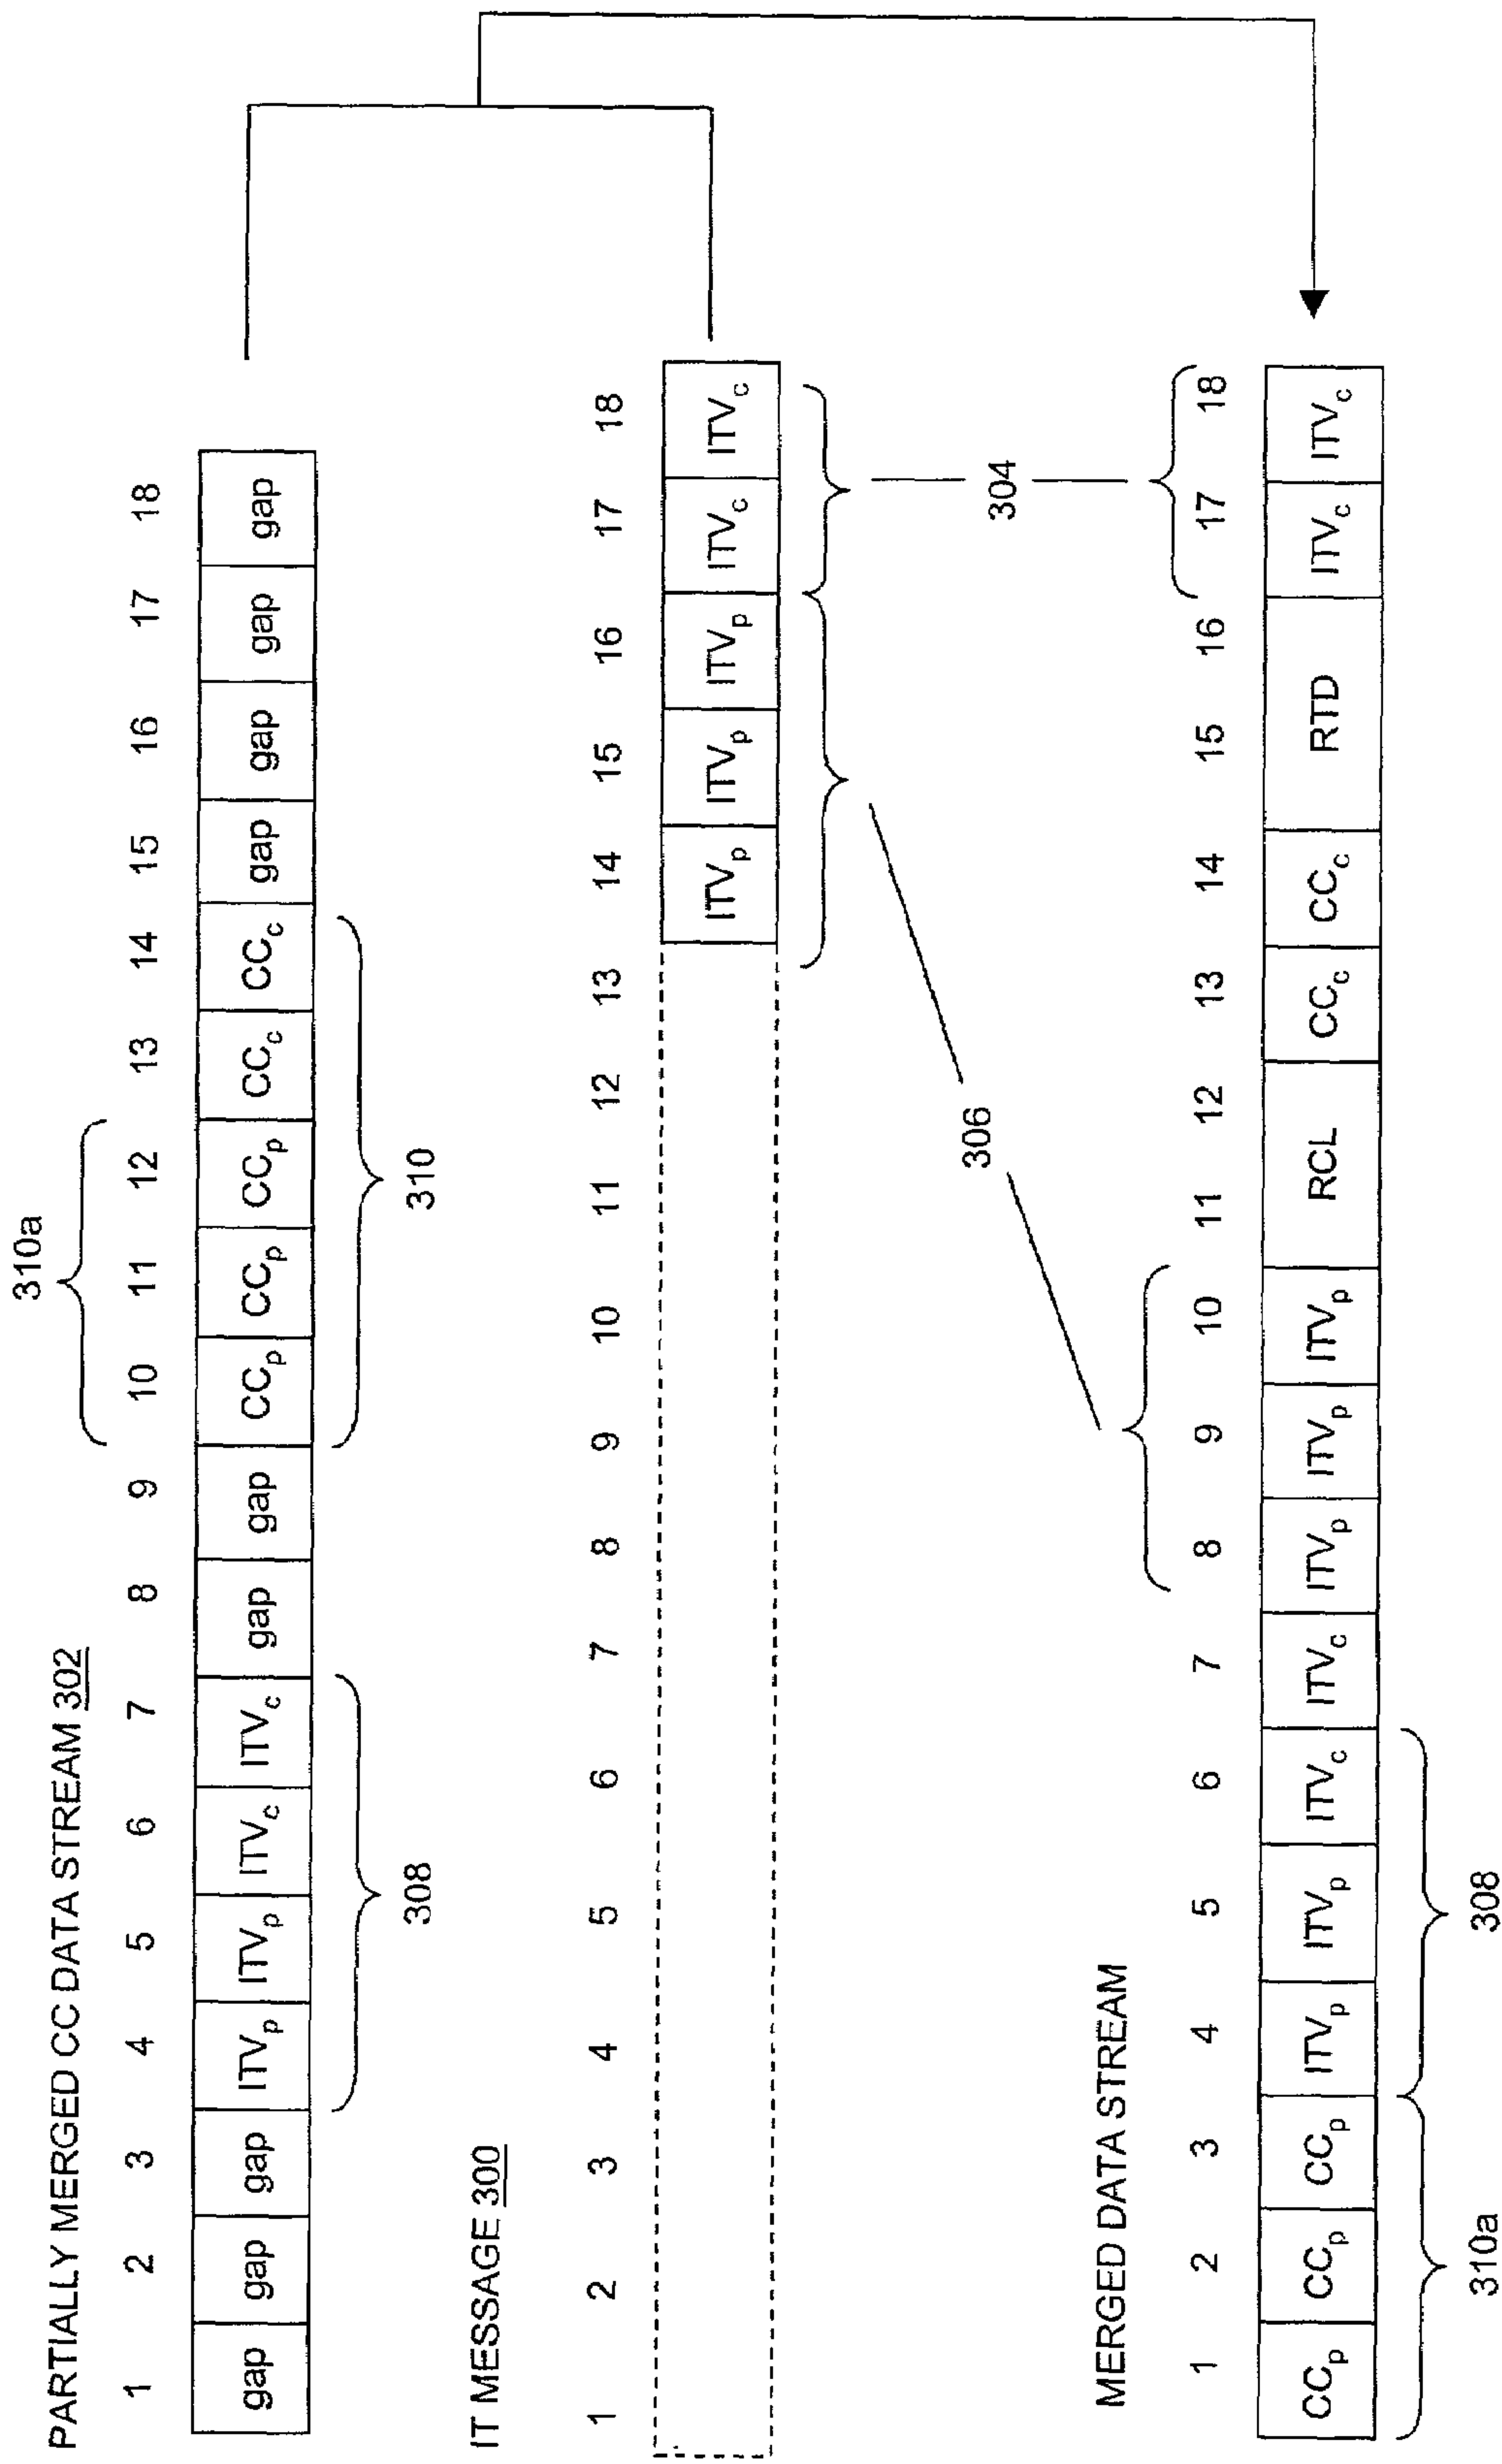 PARTIALLY MERGED CC DATA STREAM 302
310a
1 2 3 4 5 6 7 8 9 10 11 12 13 14 15 16 17 18
gap gap gap ITVp ITVp ITVc ITVc gap gap CCp CCp CCp CCc CCc gap gap gap gap
308 310
IT MESSAGE 300
1 2 3 4 5 6 7 8 9 10 11 12 13 14 15 16 17 18
ITVp ITVp ITVp ITVc ITVc
306 304
MERGED DATA STREAM
1 2 3 4 5 6 7 8 9 10 11 12 13 14 15 16 17 18
CCp CCp CCp ITVp ITVp ITVc ITVc ITVp ITVp ITVp RCL CCc CCc RTD ITVc ITVc
310a 308